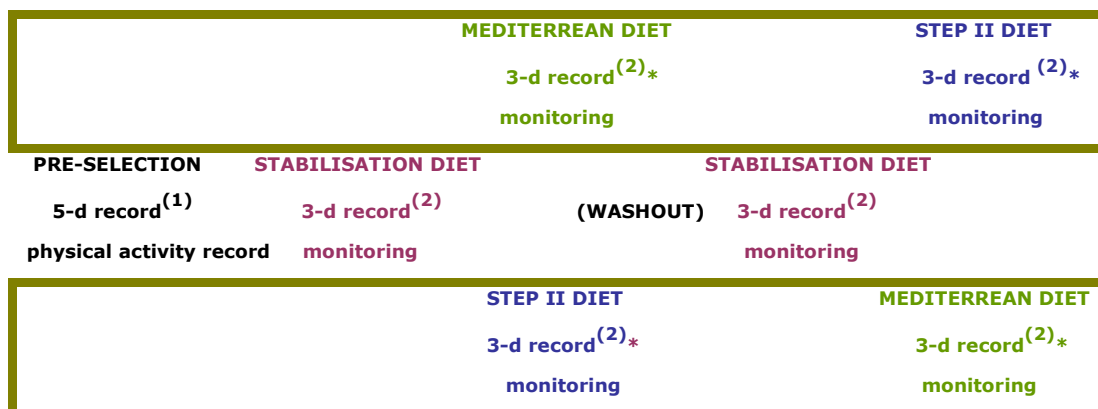 MEDITERREAN DIET STEP II DIET
3-d record(2)* 3-d record (2)*
monitoring monitoring
PRE-SELECTION STABILISATION DIET STABILISATION DIET
5-d record(1) 3-d record(2) (WASHOUT) 3-d record(2)
physical activity record monitoring monitoring
STEP II DIET MEDITERREAN DIET
3-d record(2)* 3-d record(2)*
monitoring monitoring